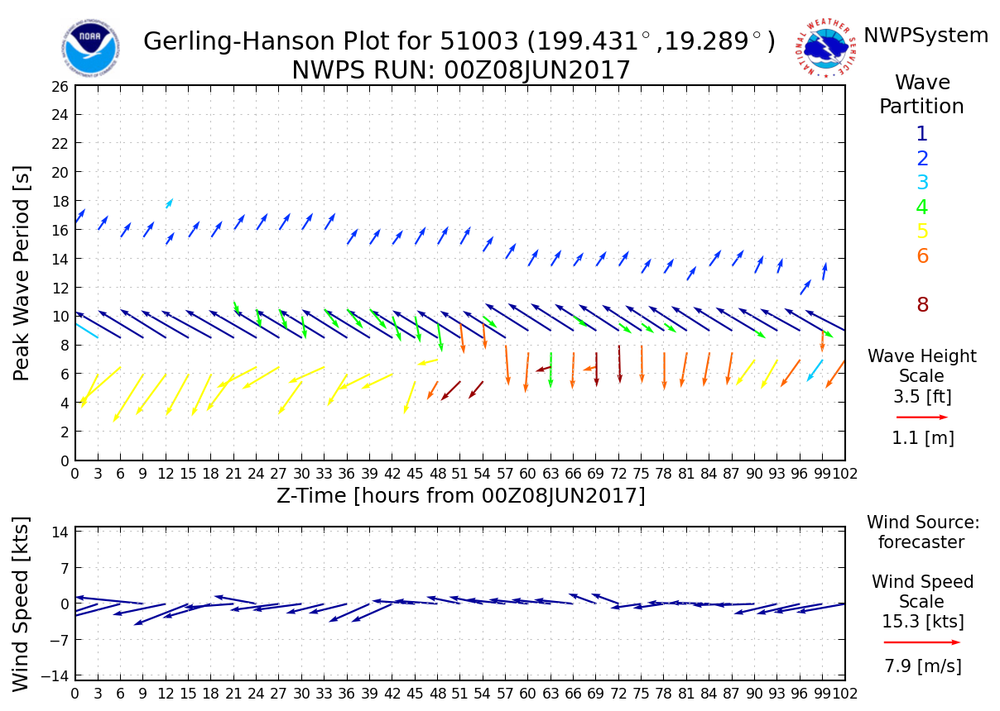 NOAA
Gerling-Hanson Plot for 51003 (199.431°,19.289°)
NWPS RUN: 00Z08JUN2017
NATIONAL WEATHER SERVICE
NWPSystem
Wave
Partition
1
2
3
4
5
6
8
Wave Height
Scale
3.5 [ft]
1.1 [m]
Peak Wave Period [s]
26
24
22
20
18
16
14
12
10
8
6
4
2
0
0 3 6 9 12 15 18 21 24 27 30 33 36 39 42 45 48 51 54 57 60 63 66 69 72 75 78 81 84 87 90 93 96 99 102
Z-Time [hours from 00Z08JUN2017]
Wind Speed [kts]
14
7
0
−7
−14
0 3 6 9 12 15 18 21 24 27 30 33 36 39 42 45 48 51 54 57 60 63 66 69 72 75 78 81 84 87 90 93 96 99 102
Wind Source:
forecaster
Wind Speed
Scale
15.3 [kts]
7.9 [m/s]